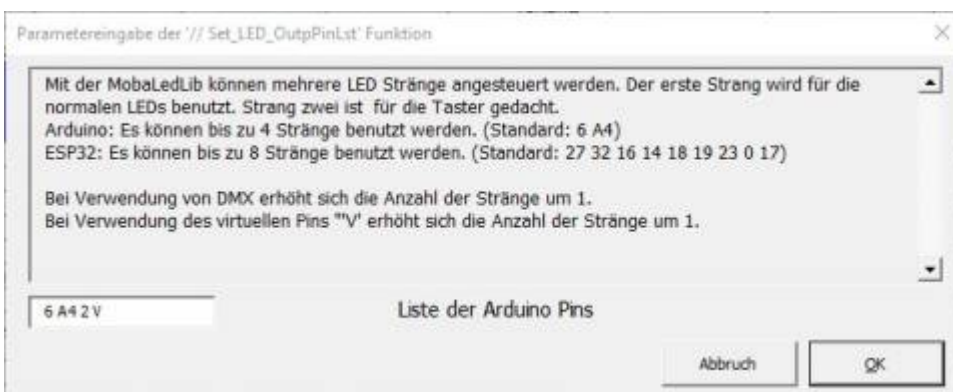 Parametereingabe der '// Set_LED_OutpPinLst' Funktion
Mit der MobaLedLib können mehrere LED Stränge angesteuert werden. Der erste Strang wird für die
normalen LEDs benutzt. Strang zwei ist für die Taster gedacht.
Arduino: Es können bis zu 4 Stränge benutzt werden. (Standard: 6 A4)
ESP32: Es können bis zu 8 Stränge benutzt werden. (Standard: 27 32 16 14 18 19 23 0 17)
Bei Verwendung von DMX erhöht sich die Anzahl der Stränge um 1.
Bei Verwendung des virtuellen Pins "'V' erhöht sich die Anzahl der Stränge um 1.
6 A4 2 V Liste der Arduino Pins
Abbruch OK